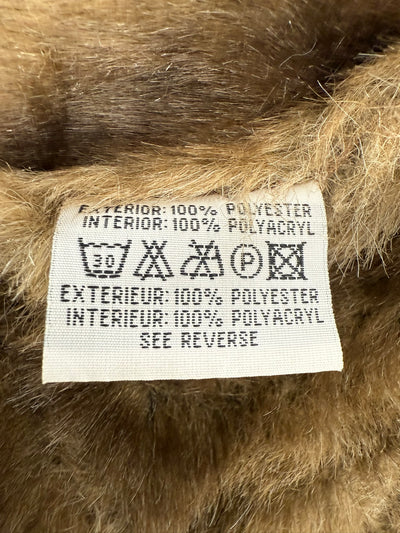 EXTERIOR: 100% POLYESTER
INTERIOR: 100% POLYACRYL
30 P
EXTERIEUR: 100% POLYESTER
INTERIEUR: 100% POLYACRYL
SEE REVERSE